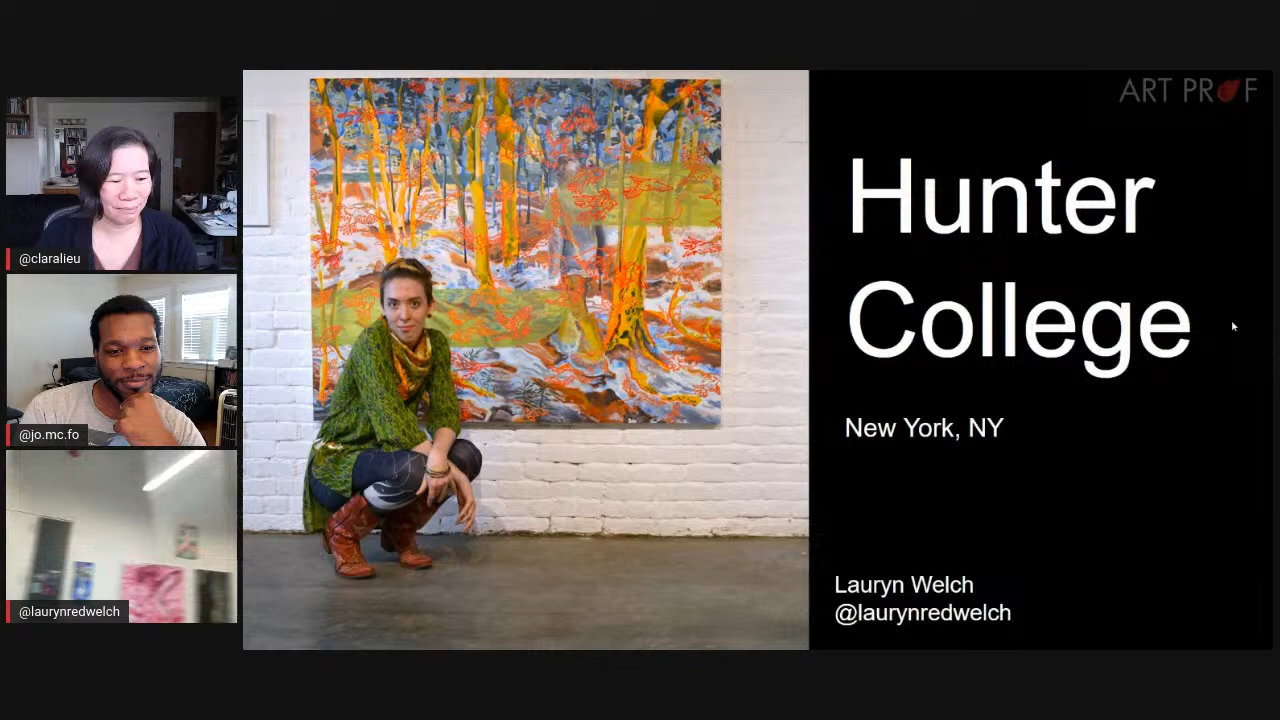 @claralieu
@jo.mc.fo
@laurynredwelch
ART PROF
Hunter
College
New York, NY
Lauryn Welch
@laurynredwelch